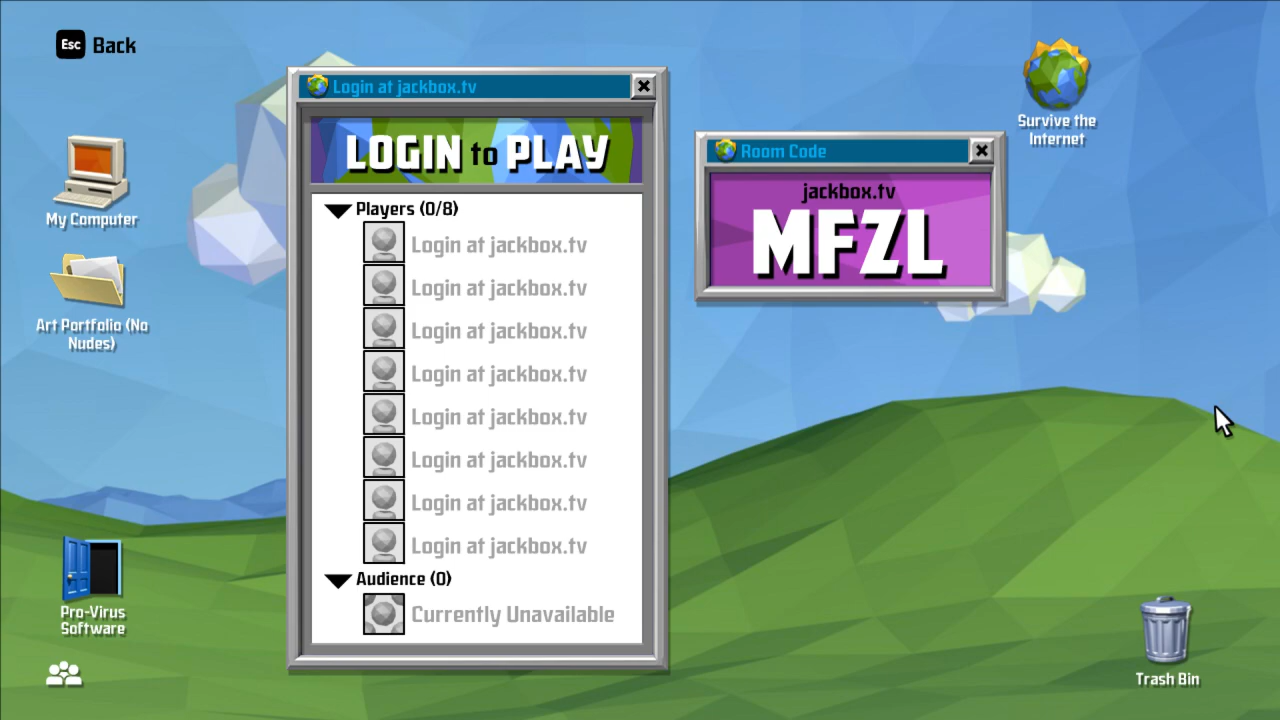 Esc Back
My Computer
Art Portfolio (No
Nudes)
Pro-Virus
Software
Login at jackbox.tv
LOGIN to PLAY
Players (0/8)
Login at jackbox.tv
Login at jackbox.tv
Login at jackbox.tv
Login at jackbox.tv
Login at jackbox.tv
Login at jackbox.tv
Login at jackbox.tv
Login at jackbox.tv
Audience (0)
Currently Unavailable
Room Code
jackbox.tv
MFZL
Survive the
Internet
Trash Bin